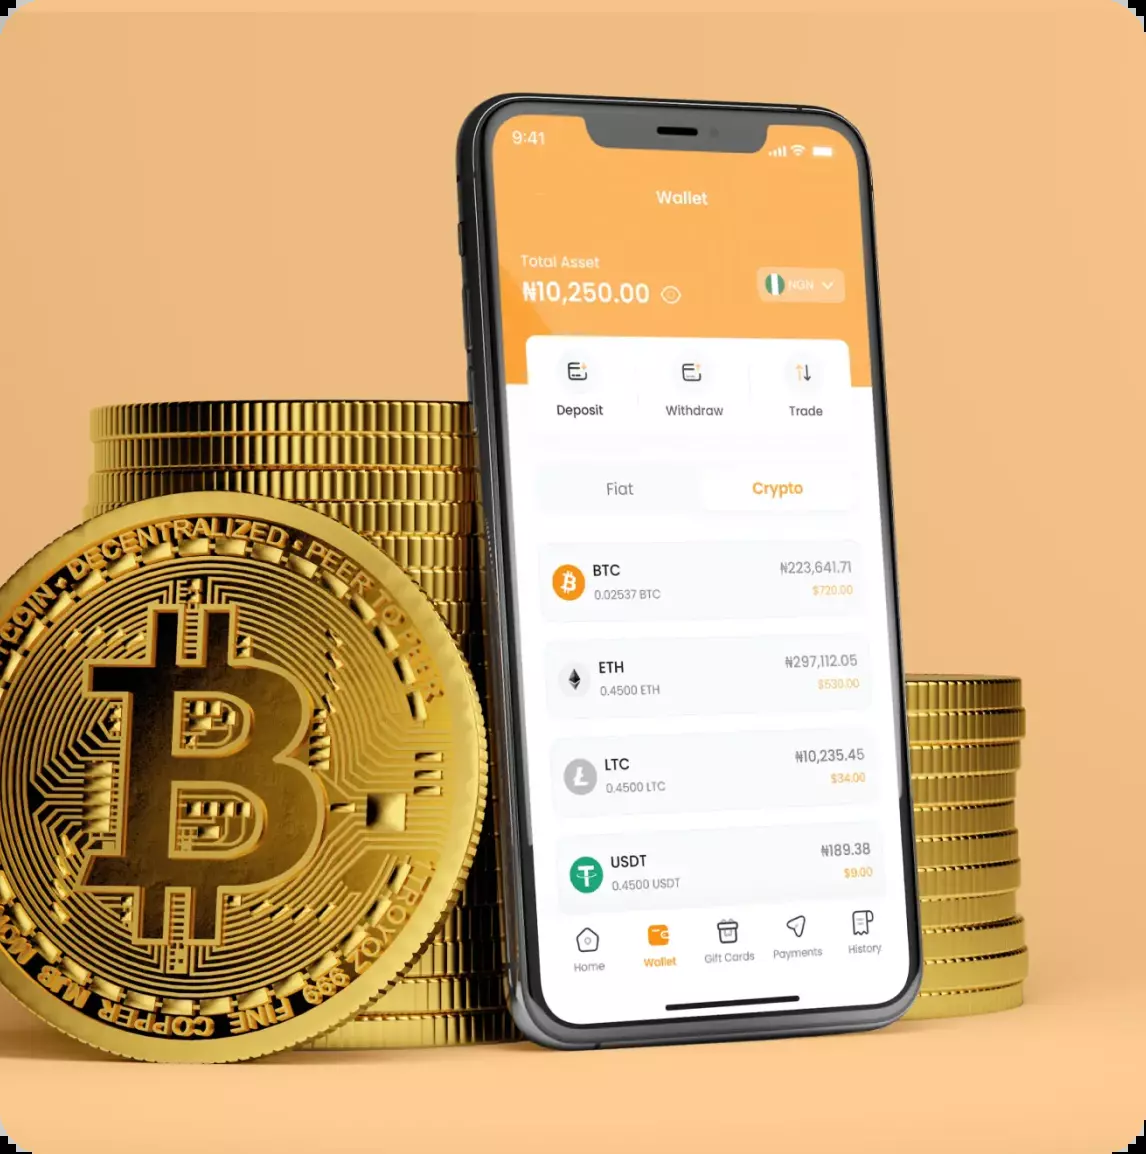 9:41
Wallet
Total Asset
₦10,250.00
NGN
Deposit
Withdraw
Trade
Fiat
Crypto
BTC
₦223,641.71
0.02537 BTC
$720.00
ETH
₦297,112.05
0.4500 ETH
$530.00
LTC
₦10,235.45
0.4500 LTC
$34.00
USDT
₦189.38
0.4500 USDT
$9.00
Home
Wallet
Gift Cards
Payments
History
DECENTRALIZED · PEER TO PEER
FINE COPPER
999